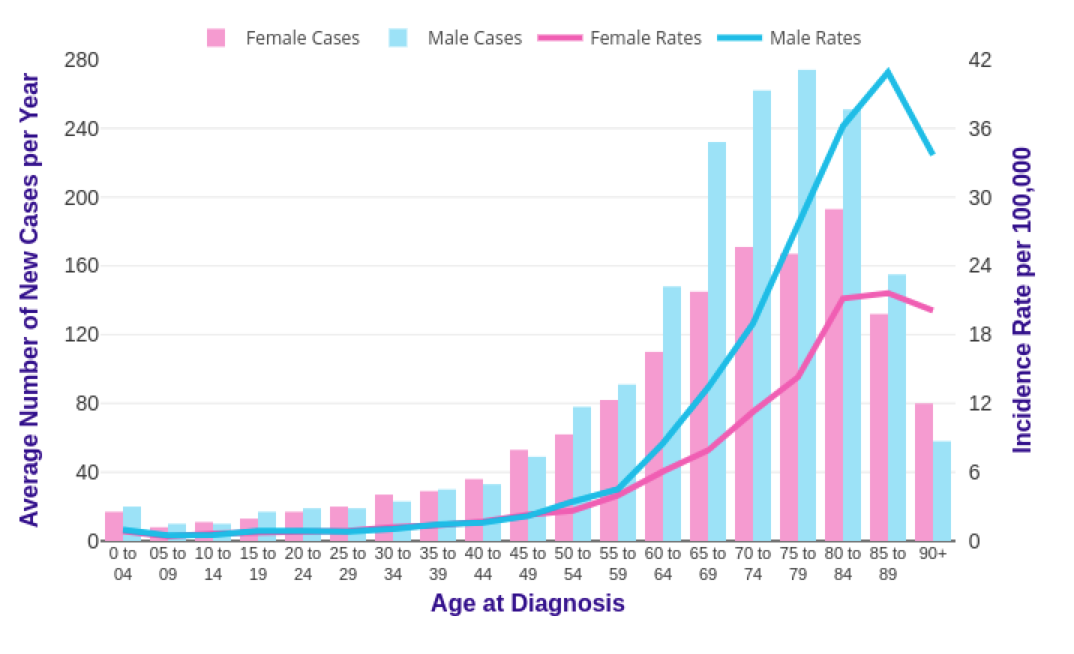 Female Cases Male Cases Female Rates Male Rates
Average Number of New Cases per Year
280
240
200
160
120
80
40
0
42
36
30
24
18
12
6
0
Incidence Rate per 100,000
0 to 04
05 to 09
10 to 14
15 to 19
20 to 24
25 to 29
30 to 34
35 to 39
40 to 44
45 to 49
50 to 54
55 to 59
60 to 64
65 to 69
70 to 74
75 to 79
80 to 84
85 to 89
90+
Age at Diagnosis